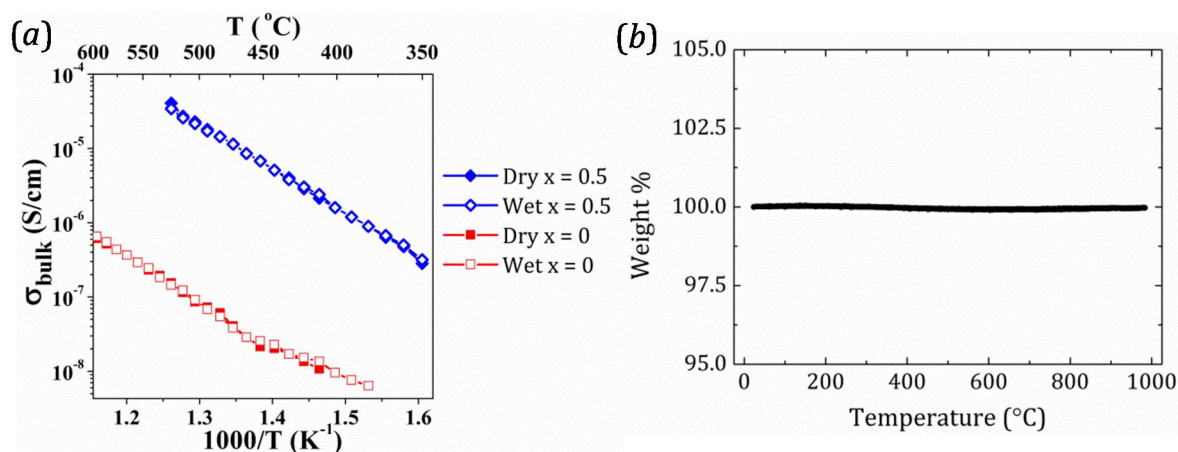 (a)
T (°C)
600 550 500 450 400 350
10⁻⁴
10⁻⁵
10⁻⁶
10⁻⁷
10⁻⁸
σbulk (S/cm)
1.2 1.3 1.4 1.5 1.6
1000/T (K⁻¹)
Dry x = 0.5
Wet x = 0.5
Dry x = 0
Wet x = 0
(b)
105.0
102.5
100.0
97.5
95.0
Weight %
0 200 400 600 800 1000
Temperature (°C)